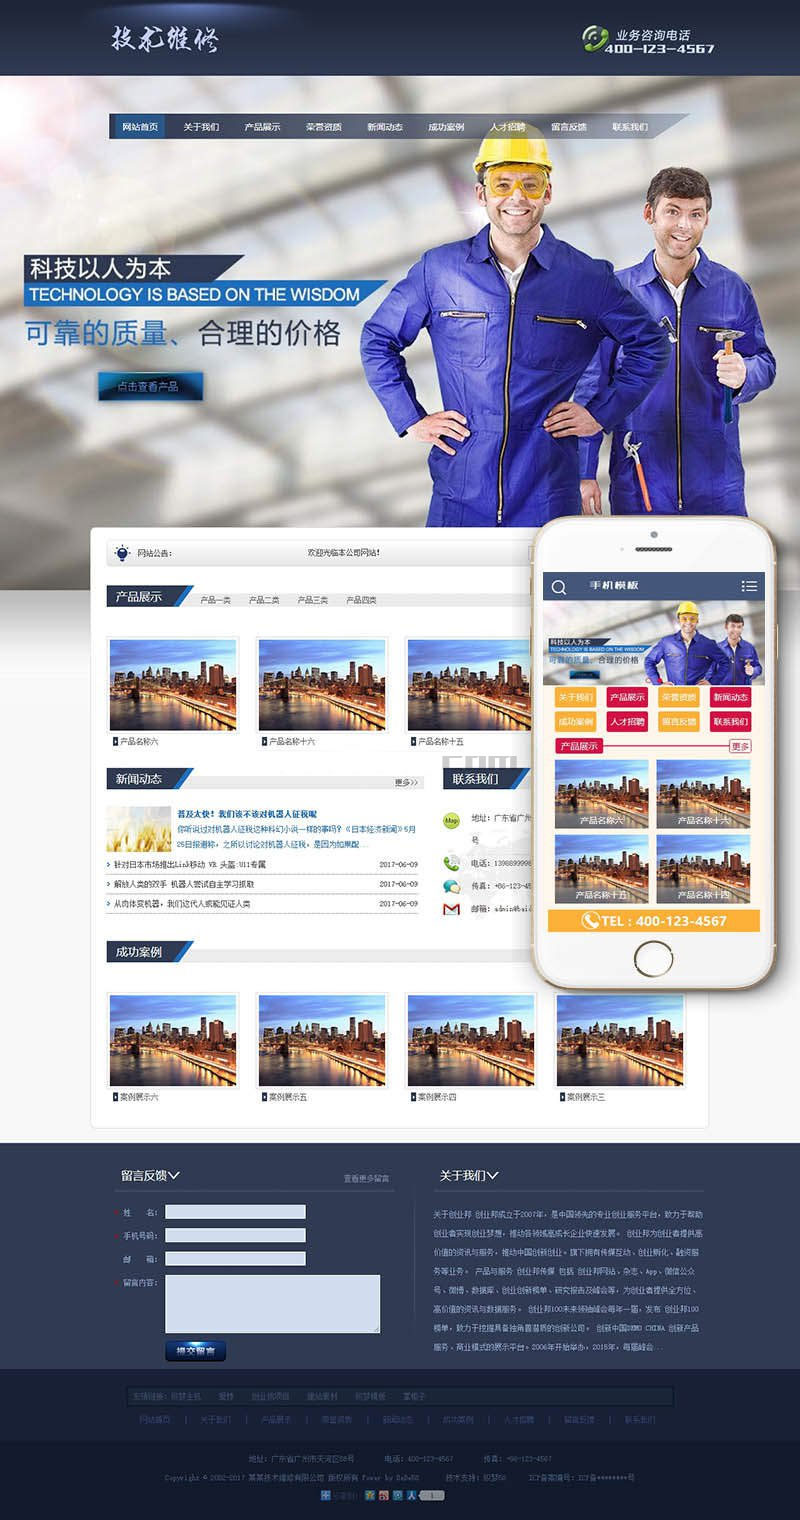 技术维修
业务咨询电话
400-123-4567
网站首页 关于我们 产品展示 荣誉资质 新闻动态 成功案例 人才招聘 留言反馈 联系我们
科技以人为本
TECHNOLOGY IS BASED ON THE WISDOM
可靠的质量、合理的价格
点击查看产品
网站公告: 欢迎光临本公司网站!
产品展示 产品一类 产品二类 产品三类 产品四类
产品名称六 产品名称十六 产品名称十五
新闻动态 更多>>
普及太快!我们该不该对机器人征税呢
你听说过对机器人征税这种科幻小说一样的事吗?《日本经济新闻》5月
25日报道称,之所以讨论对机器人征税,是因为如果配...
针对日本市场推出Link移动 VR 头盔:U11专属 2017-06-09
解放人类的双手 机器人尝试自主学习抓取 2017-06-09
从肉体变机器,我们这代人或能见证人类 2017-06-09
com
联系我们
Map
地址:广东省广州
号
电话:1398899998
传真:+86-123-45
邮箱:admin@bai
成功案例
案例展示六 案例展示五 案例展示四 案例展示三
手机模板
科技以人为本
TECHNOLOGY IS BASED ON THE WISDOM
可靠的质量、合理的价格
关于我们 产品展示 荣誉资质 新闻动态
成功案例 人才招聘 留言反馈 联系我们
产品展示 更多
产品名称六 产品名称十六
产品名称十五 产品名称十四
TEL : 400-123-4567
留言反馈 查看更多留言
* 姓 名:
* 手机号码:
邮 箱:
* 留言内容:
提交留言
关于我们
关于创业邦 创业邦成立于2007年,是中国领先的专业创业服务平台,致力于帮助
创业者实现创业梦想,推动各领域高成长企业快速发展。 创业邦为创业者提供高
价值的资讯与服务,推动中国创新创业。旗下拥有传媒互动、创业孵化、融资服
务等业务。 产品与服务 创业邦传媒 包括 创业邦网站、杂志、App、微信公众
号、微博、数据库、创业创新榜单、研究报告及峰会等,为创业者提供全方位、
高价值的资讯与数据服务。 创业邦100未来领袖峰会每年一届,发布 创业邦100
榜单,致力于挖掘具备独角兽潜质的创新公司。 创新中国DEMO CHINA 创新产品
服务、商业模式的展示平台。2006年开始举办,2015年,每届峰会...
友情链接: 织梦主机 爱特 创业找项目 建站素材 织梦模板
网站首页 | 关于我们 | 产品展示 | 荣誉资质 | 新闻动态 | 成功案例 | 人才招聘 | 留言反馈 | 联系我们
地址:广东省广州市天河区88号 电话:400-123-4567 传真:+86-123-4567
Copyright © 2002-2017 某某技术维修有限公司 版权所有 Power by DeDe58 技术支持:织梦58 ICP备案编号:ICP备********号